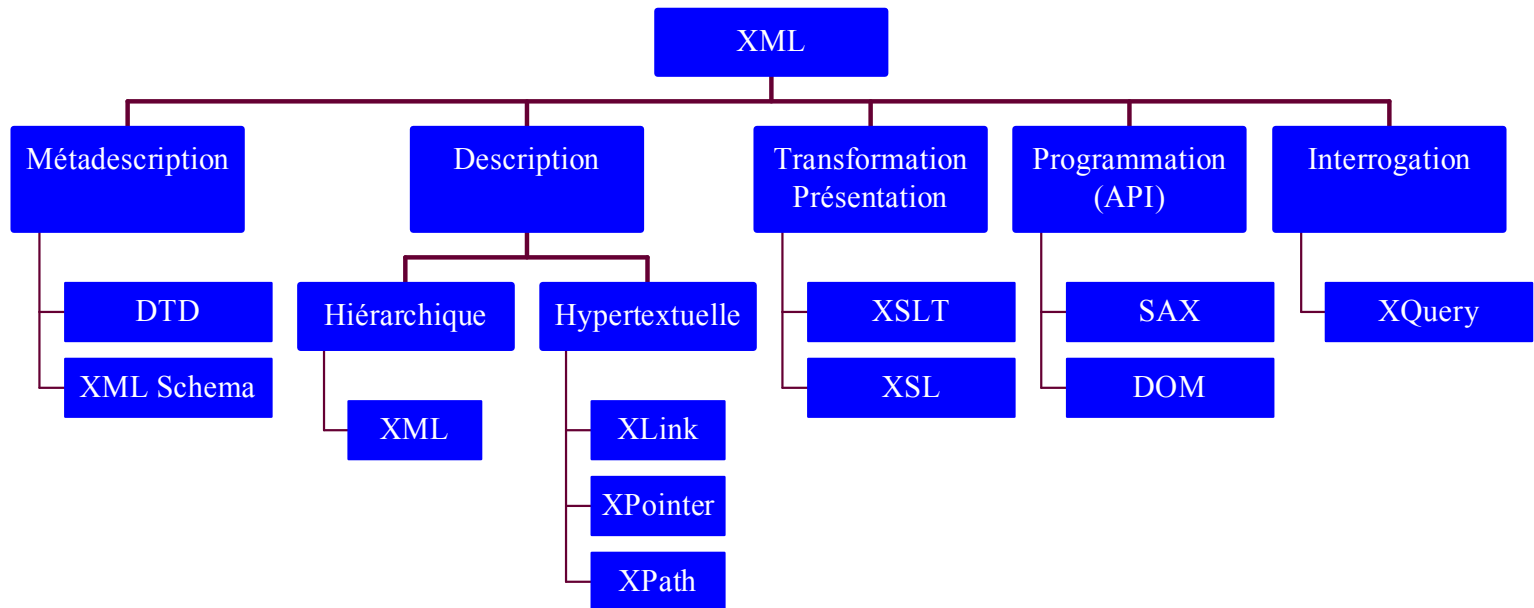 XML
Métadescription
Description
Transformation
Présentation
Programmation
(API)
Interrogation
DTD
XML Schema
Hiérarchique
XML
Hypertextuelle
XLink
XPointer
XPath
XSLT
XSL
SAX
DOM
XQuery